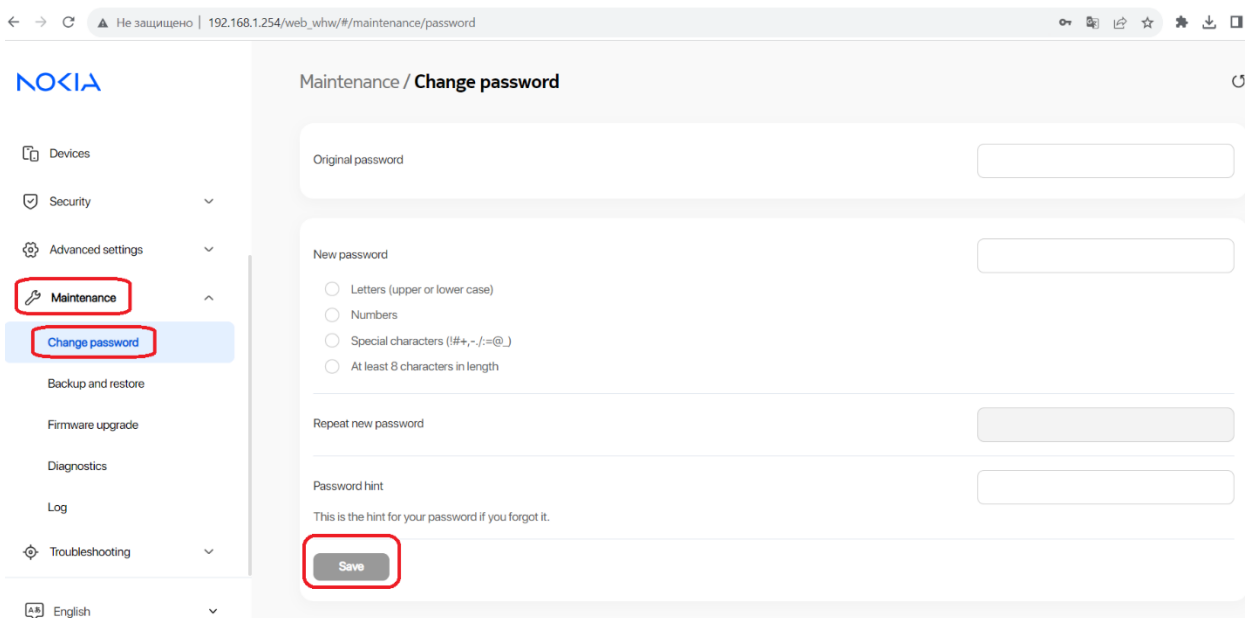 Не защищено | 192.168.1.254/web_whw/#/maintenance/password
NOKIA
Devices
Security
Advanced settings
Maintenance
Change password
Backup and restore
Firmware upgrade
Diagnostics
Log
Troubleshooting
English
Maintenance / Change password
Original password
New password
Letters (upper or lower case)
Numbers
Special characters (!#+,-./:=@_)
At least 8 characters in length
Repeat new password
Password hint
This is the hint for your password if you forgot it.
Save